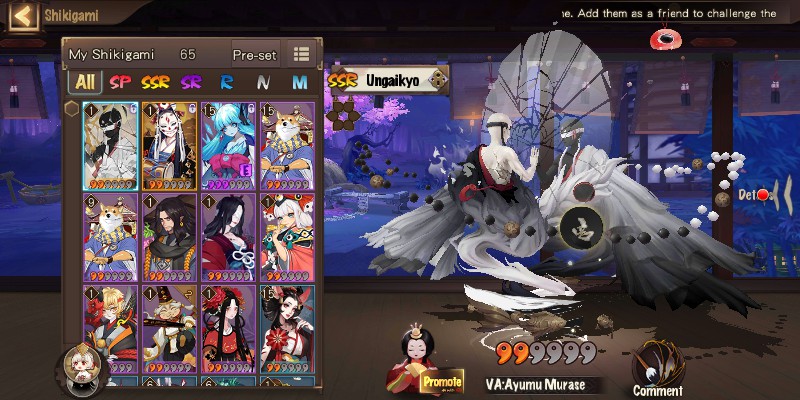 Shikigami
ne. Add them as a friend to challenge the
My Shikigami 65 Pre-set
All SP SSR SR R N M
SSR Ungaikyo
1 1 15 15
E
9 1 1 1
1 1 1 15
Det
Promote
VA:Ayumu Murase
Comment